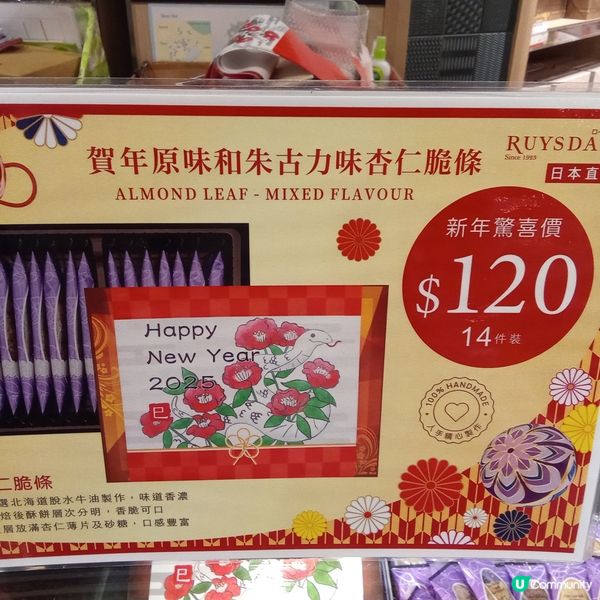 賀年原味和朱古力味杏仁脆條
ALMOND LEAF - MIXED FLAVOUR
RUYSDA
Since 1923
日本直
新年驚喜價
$120
14件裝
Happy
New Year
2025
巳
100% HANDMADE
人手精心製作
仁脆條
選北海道脫水牛油製作，味道香濃
焙後酥餅層次分明，香脆可口
層放滿杏仁薄片及砂糖，口感豐富
巳
U Community